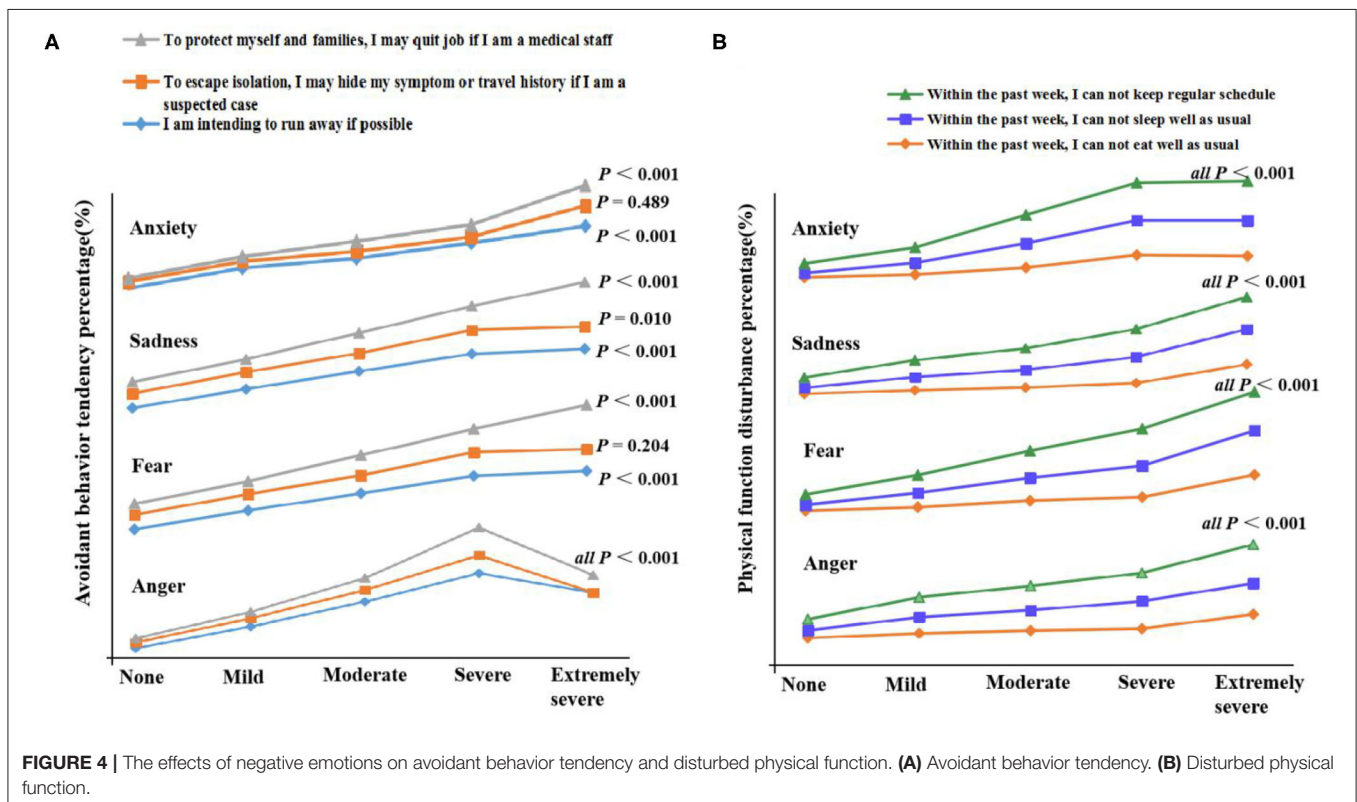 A
To protect myself and families, I may quit job if I am a medical staff
To escape isolation, I may hide my symptom or travel history if I am a
suspected case
I am intending to run away if possible
Avoidant behavior tendency percentage(%)
Anxiety
P < 0.001
P = 0.489
P < 0.001
Sadness
P < 0.001
P = 0.010
P < 0.001
Fear
P < 0.001
P = 0.204
P < 0.001
Anger
all P < 0.001
None
Mild
Moderate
Severe
Extremely
severe
B
Within the past week, I can not keep regular schedule
Within the past week, I can not sleep well as usual
Within the past week, I can not eat well as usual
Physical function disturbance percentage(%)
Anxiety
all P < 0.001
Sadness
all P < 0.001
Fear
all P < 0.001
Anger
all P < 0.001
None
Mild
Moderate
Severe
Extremely
severe
FIGURE 4 | The effects of negative emotions on avoidant behavior tendency and disturbed physical function. (A) Avoidant behavior tendency. (B) Disturbed physical
function.